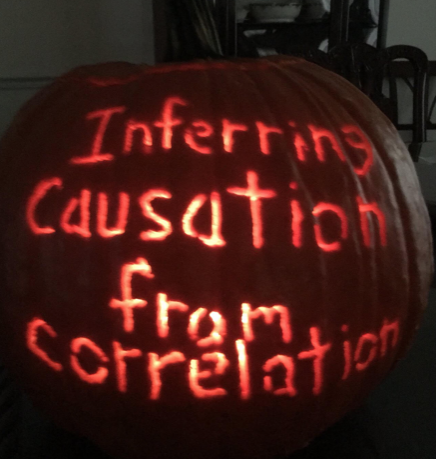 Inferring
Causation
from
correlation